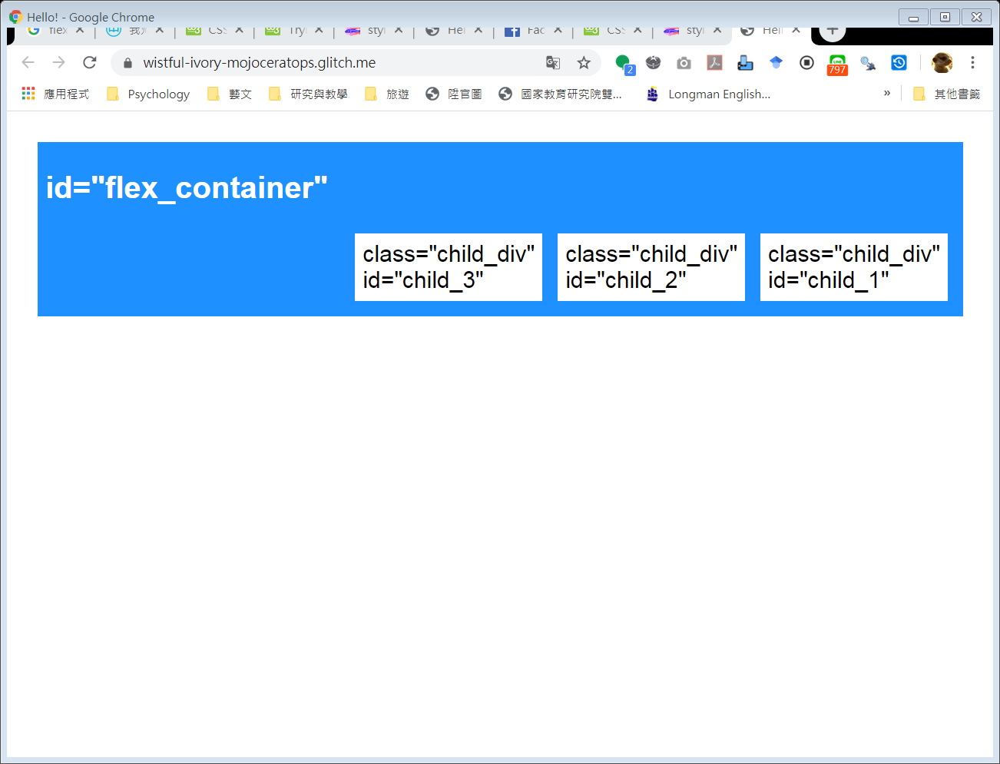 Hello! - Google Chrome
flex
CSS
Try
styl
Hel
Fac
CSS
styl
Hell
wistful-ivory-mojoceratops.glitch.me
2
797
應用程式
Psychology
藝文
研究與教學
旅遊
陞官圖
國家教育研究院雙...
Longman English...
»
其他書籤
id="flex_container"
class="child_div"
id="child_3"
class="child_div"
id="child_2"
class="child_div"
id="child_1"